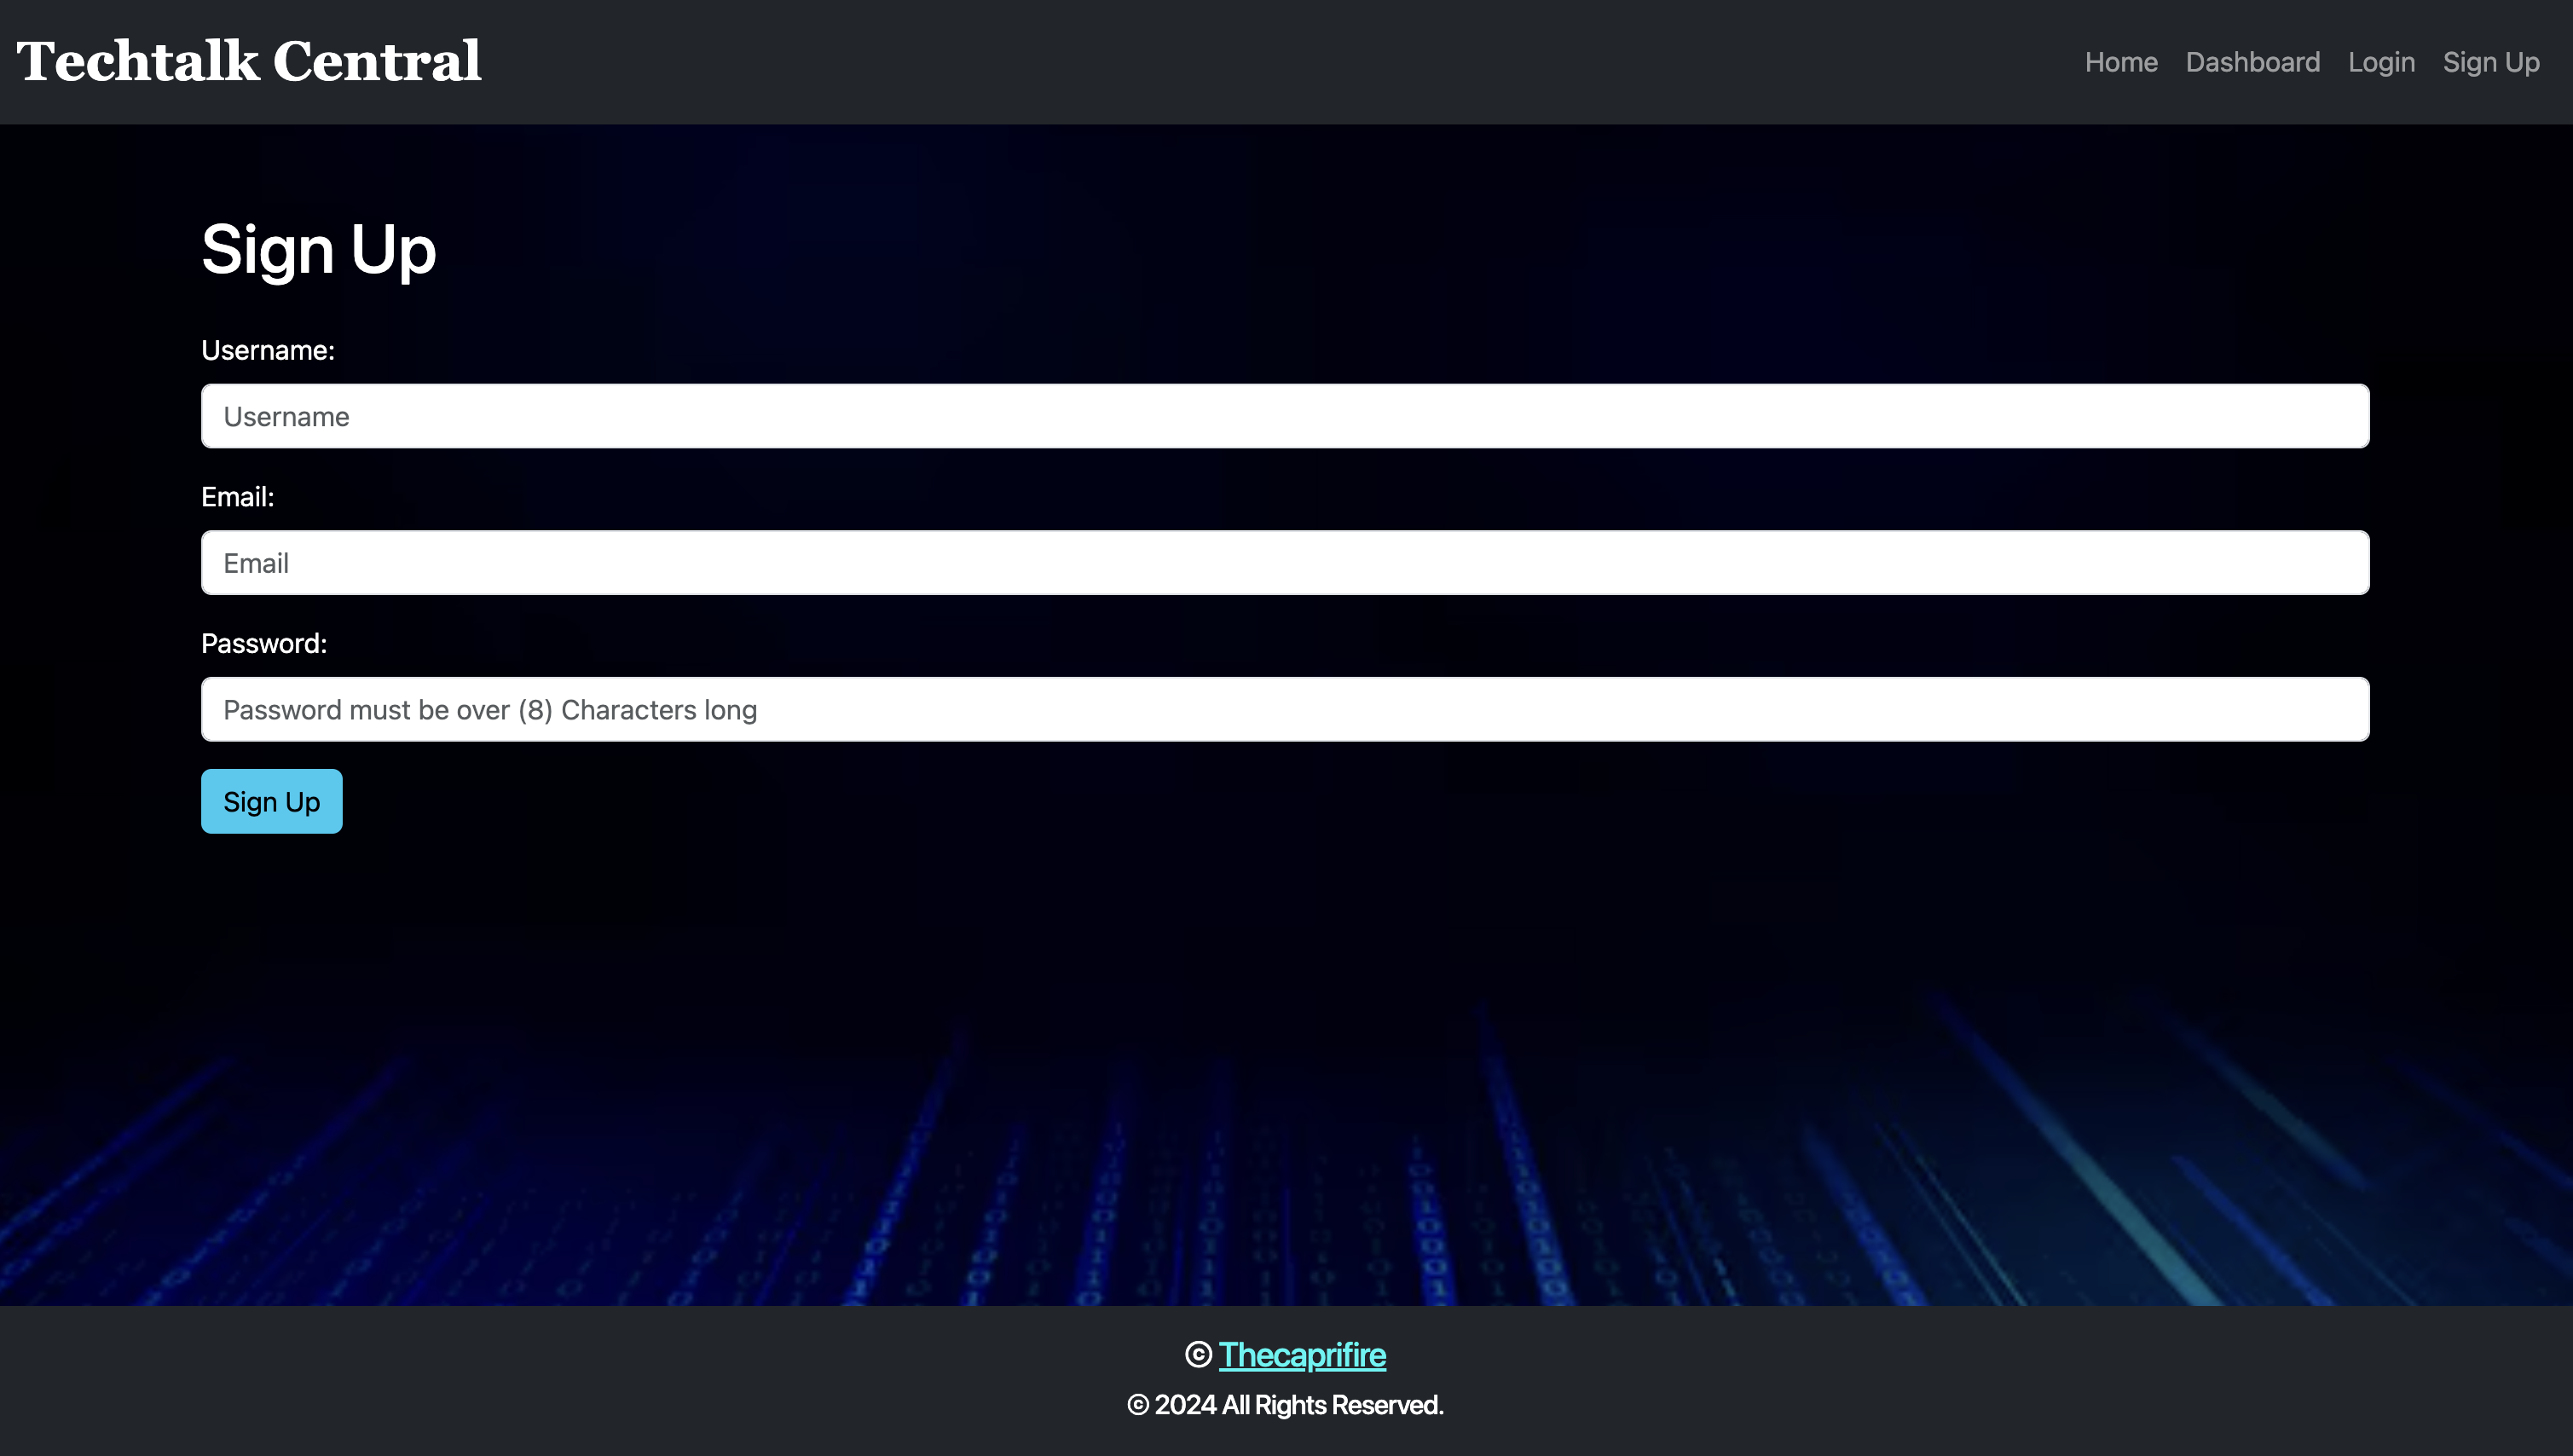 Techtalk Central
Home Dashboard Login Sign Up
Sign Up
Username:
Username
Email:
Email
Password:
Password must be over (8) Characters long
Sign Up
© Thecaprifire
© 2024 All Rights Reserved.